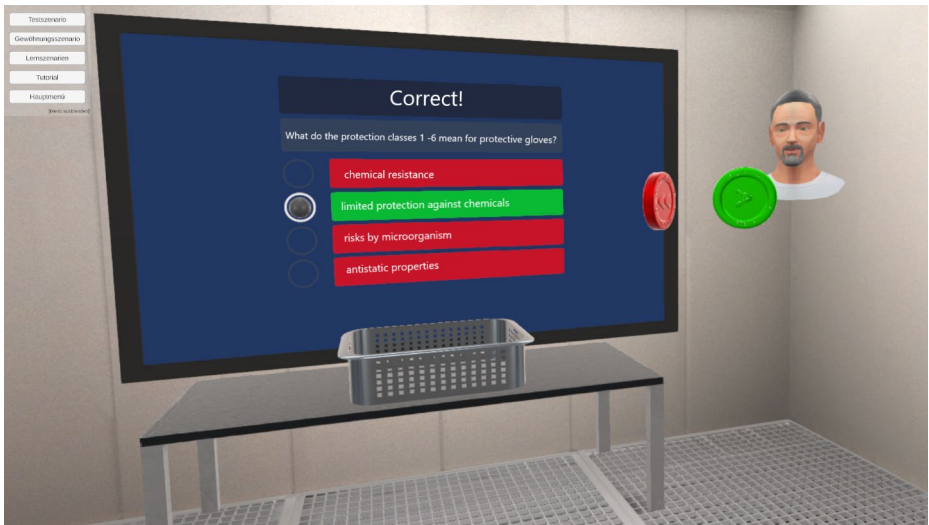 Testszenario
Gewöhnungsszenario
Lernszenarien
Tutorial
Hauptmenü
Correct!
What do the protection classes 1 -6 mean for protective gloves?
chemical resistance
limited protection against chemicals
risks by microorganism
antistatic properties